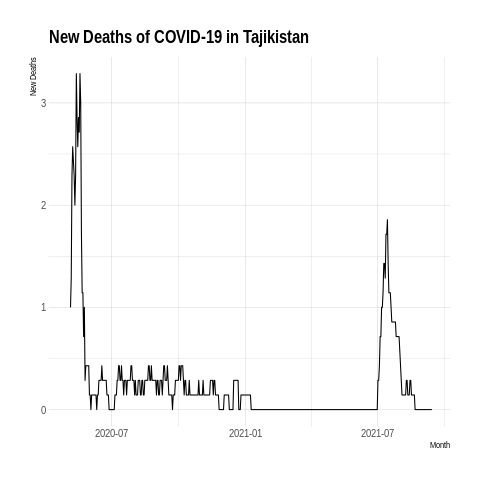 New Deaths of COVID-19 in Tajikistan
New Deaths
3
2
1
0
2020-07
2021-01
2021-07
Month